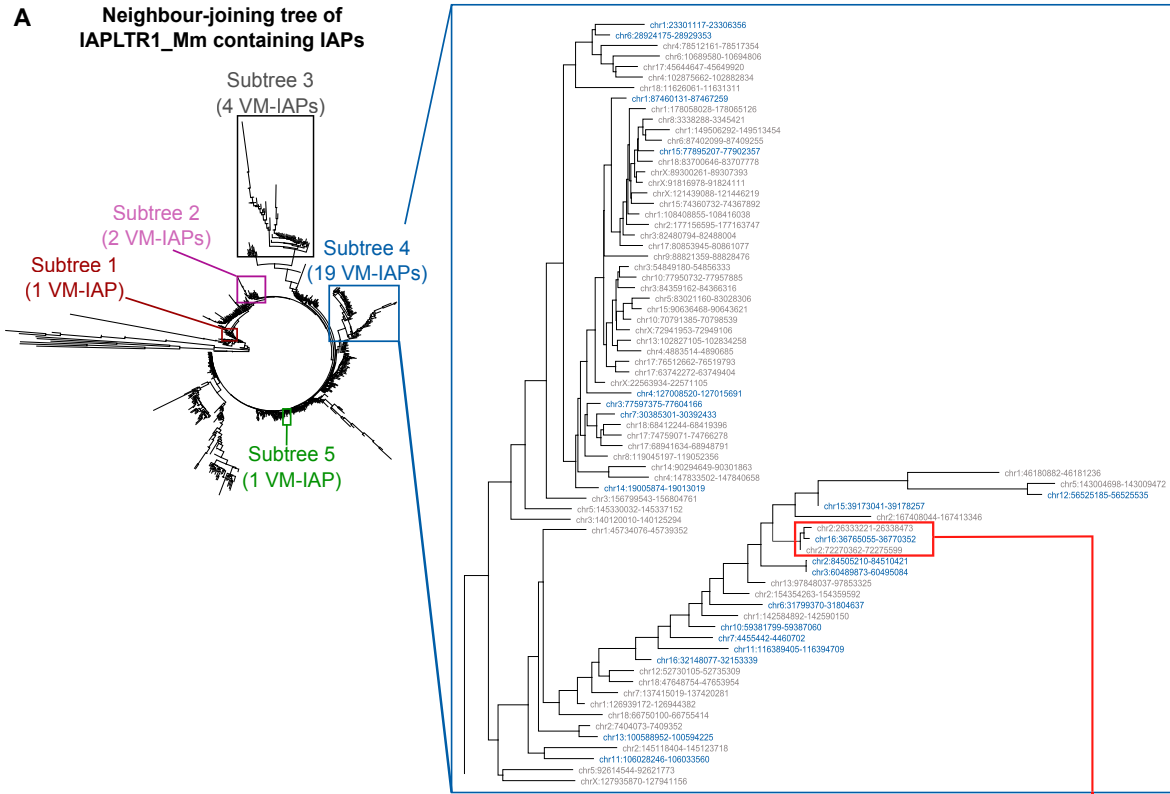 A
Neighbour-joining tree of
IAPLTR1_Mm containing IAPs
Subtree 3
(4 VM-IAPs)
Subtree 2
(2 VM-IAPs)
Subtree 4
(19 VM-IAPs)
Subtree 1
(1 VM-IAP)
Subtree 5
(1 VM-IAP)
chr1:23301117-23306356
chr6:28924175-28929353
chr4:78512161-78517354
chr6:10689580-10694806
chr17:45644647-45649920
chr4:102875662-102882834
chr18:11626061-11631311
chr1:87460131-87467259
chr1:178058028-178065126
chr8:3338288-3345421
chr1:149506292-149513454
chr6:87402099-87409255
chr15:77895207-77902357
chr18:83700646-83707778
chrX:89300261-89307393
chrX:91816978-91824111
chrX:121439088-121446219
chr15:74360732-74367892
chr1:108408855-108416038
chr2:177156595-177163747
chr3:82480794-82488004
chr17:80853945-80861077
chr9:88821359-88828476
chr3:54849180-54856333
chr10:77950732-77957885
chr3:84359162-84366316
chr5:83021160-83028306
chr15:90636468-90643621
chr10:70791385-70798539
chrX:72941953-72949106
chr13:102827105-102834258
chr4:4883514-4890685
chr17:76512662-76519793
chr17:63742272-63749404
chrX:22563934-22571105
chr4:127008520-127015691
chr3:77597375-77604166
chr7:30385301-30392433
chr18:68412244-68419396
chr17:74759071-74766278
chr17:68941634-68948791
chr8:119045197-119052356
chr14:90294649-90301863
chr4:147833502-147840658
chr14:19005874-19013019
chr3:156799543-156804761
chr5:145330032-145337152
chr3:140120010-140125294
chr1:45734076-45739352
chr1:46180882-46181236
chr5:143004698-143009472
chr12:56525185-56525535
chr15:39173041-39178257
chr2:167408044-167413346
chr2:26333221-26338473
chr16:36765055-36770352
chr2:72270362-72275599
chr2:84505210-84510421
chr3:60489873-60495084
chr13:97848037-97853325
chr2:154354263-154359592
chr6:31799370-31804637
chr1:142584892-142590150
chr10:59381799-59387060
chr7:4455442-4460702
chr11:116389405-116394709
chr16:32148077-32153339
chr12:52730105-52735309
chr18:47648754-47653954
chr7:137415019-137420281
chr1:126939172-126944382
chr18:66750100-66755414
chr2:7404073-7409352
chr13:100588952-100594225
chr2:145118404-145123718
chr11:106028246-106033560
chr5:92614544-92621773
chrX:127935870-127941156